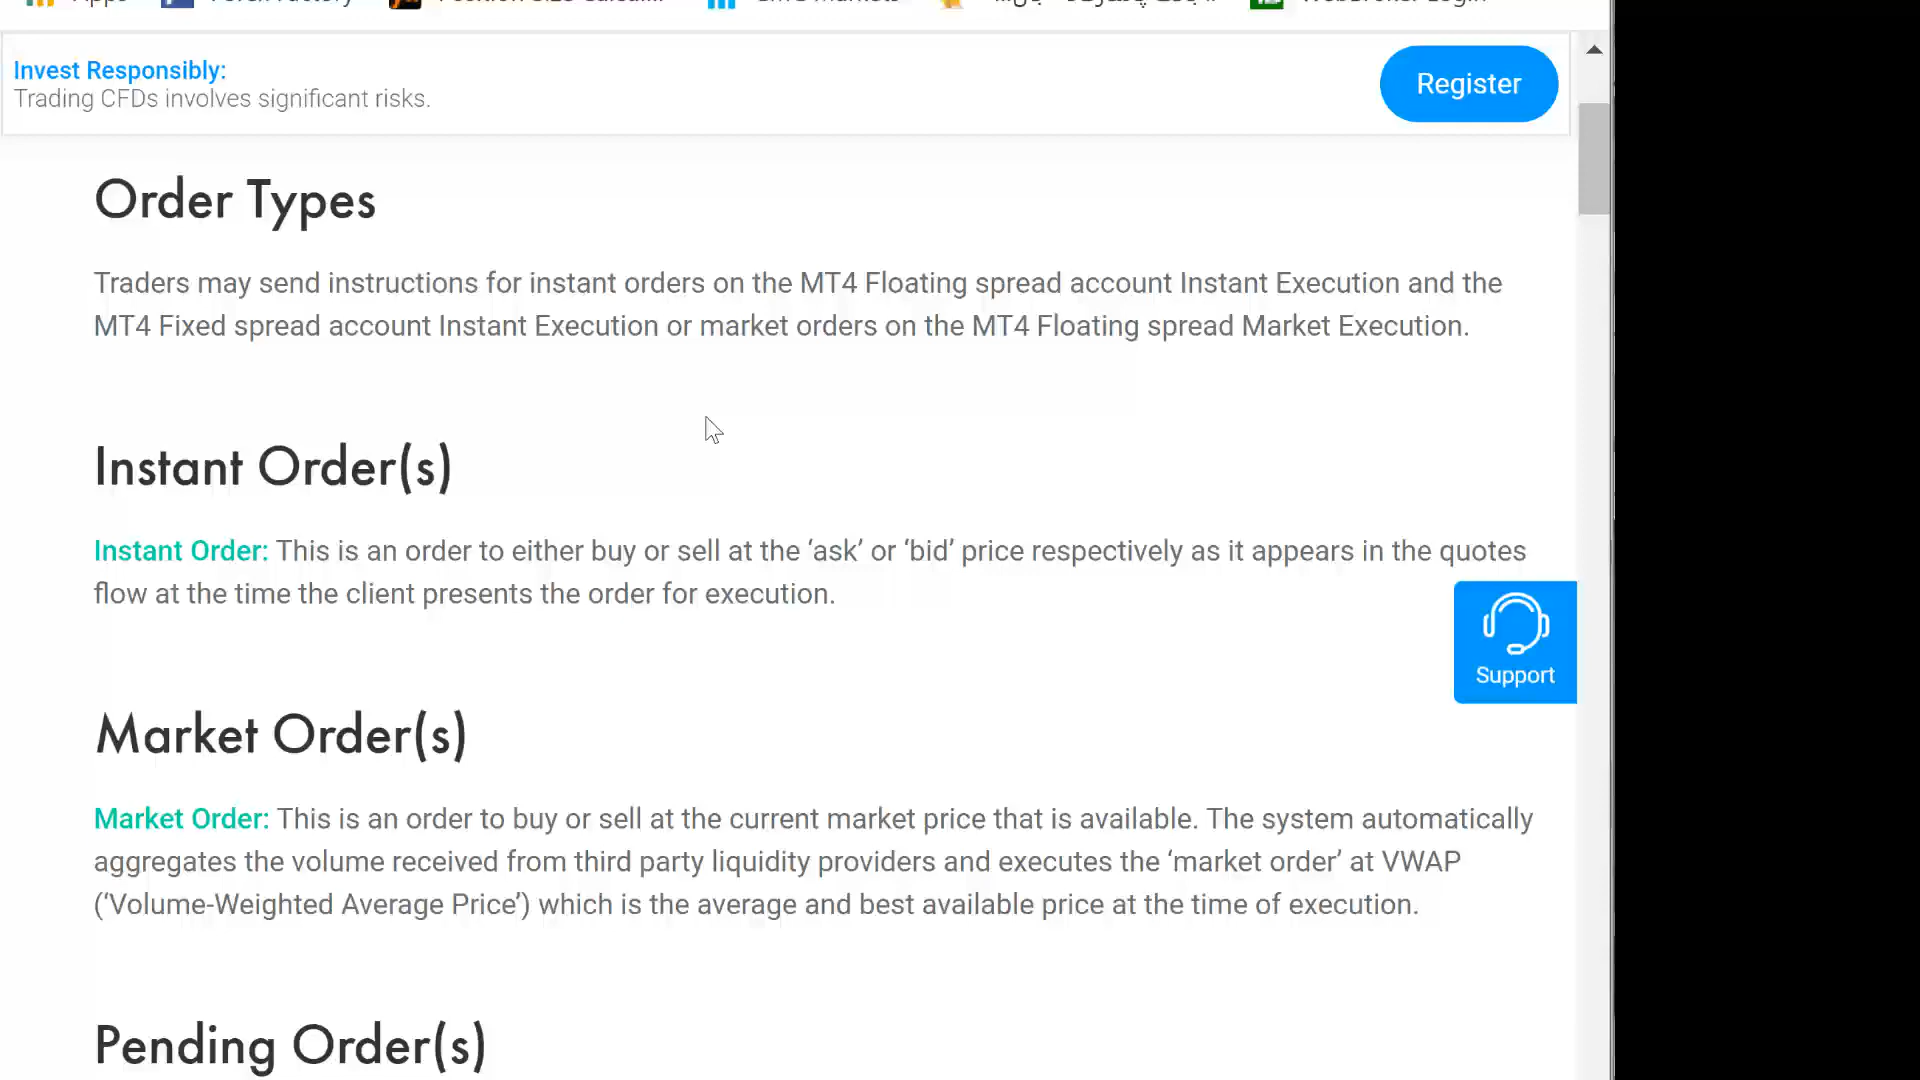 Invest Responsibly:
Trading CFDs involves significant risks.
Register
Order Types
Traders may send instructions for instant orders on the MT4 Floating spread account Instant Execution and the
MT4 Fixed spread account Instant Execution or market orders on the MT4 Floating spread Market Execution.
Instant Order(s)
Instant Order: This is an order to either buy or sell at the ‘ask’ or ‘bid’ price respectively as it appears in the quotes
flow at the time the client presents the order for execution.
Support
Market Order(s)
Market Order: This is an order to buy or sell at the current market price that is available. The system automatically
aggregates the volume received from third party liquidity providers and executes the ‘market order’ at VWAP
(‘Volume-Weighted Average Price’) which is the average and best available price at the time of execution.
Pending Order(s)